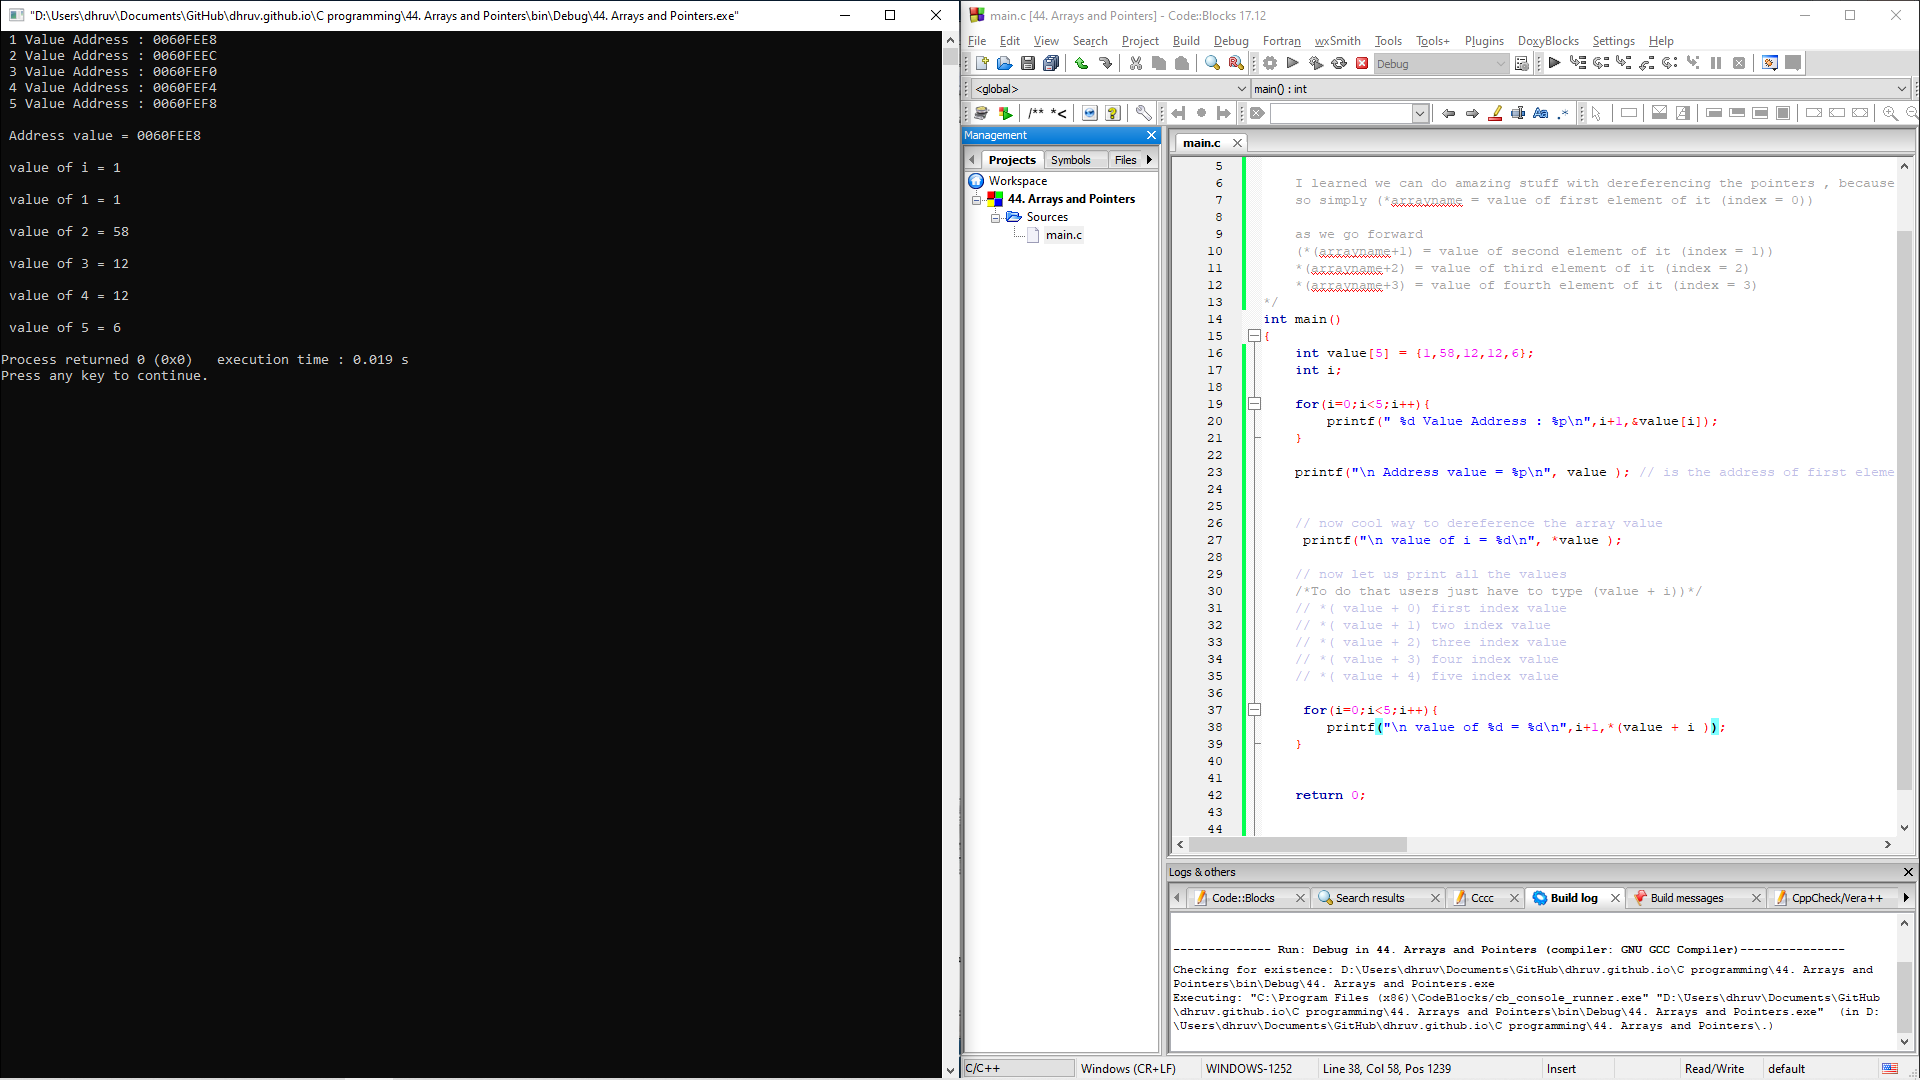 "D:\Users\dhruv\Documents\GitHub\dhruv.github.io\C programming\44. Arrays and Pointers\bin\Debug\44. Arrays and Pointers.exe"
1 Value Address : 0060FEE8
2 Value Address : 0060FEEC
3 Value Address : 0060FEF0
4 Value Address : 0060FEF4
5 Value Address : 0060FEF8
Address value = 0060FEE8
value of i = 1
value of 1 = 1
value of 2 = 58
value of 3 = 12
value of 4 = 12
value of 5 = 6
Process returned 0 (0x0)   execution time : 0.019 s
Press any key to continue.
main.c [44. Arrays and Pointers] - Code::Blocks 17.12
File Edit View Search Project Build Debug Fortran wxSmith Tools Tools+ Plugins DoxyBlocks Settings Help
Debug
<global> main() : int
/** *<
Management
Projects Symbols Files
Workspace
44. Arrays and Pointers
Sources
main.c
main.c
5
6 I learned we can do amazing stuff with dereferencing the pointers , because
7 so simply (*arrayname = value of first element of it (index = 0))
8
9 as we go forward
10 (*(arrayname+1) = value of second element of it (index = 1))
11 *(arrayname+2) = value of third element of it (index = 2)
12 *(arrayname+3) = value of fourth element of it (index = 3)
13 */
14 int main()
15 {
16 int value[5] = {1,58,12,12,6};
17 int i;
18
19 for(i=0;i<5;i++){
20 printf(" %d Value Address : %p\n",i+1,&value[i]);
21 }
22
23 printf("\n Address value = %p\n", value ); // is the address of first eleme
24
25
26 // now cool way to dereference the array value
27 printf("\n value of i = %d\n", *value );
28
29 // now let us print all the values
30 /*To do that users just have to type (value + i))*/
31 // *( value + 0) first index value
32 // *( value + 1) two index value
33 // *( value + 2) three index value
34 // *( value + 3) four index value
35 // *( value + 4) five index value
36
37 for(i=0;i<5;i++){
38 printf("\n value of %d = %d\n",i+1,*(value + i ));
39 }
40
41
42 return 0;
43
44
Logs & others
Code::Blocks Search results Cccc Build log Build messages CppCheck/Vera++
-------------- Run: Debug in 44. Arrays and Pointers (compiler: GNU GCC Compiler)---------------
Checking for existence: D:\Users\dhruv\Documents\GitHub\dhruv.github.io\C programming\44. Arrays and
Pointers\bin\Debug\44. Arrays and Pointers.exe
Executing: "C:\Program Files (x86)\CodeBlocks/cb_console_runner.exe" "D:\Users\dhruv\Documents\GitHub
\dhruv.github.io\C programming\44. Arrays and Pointers\bin\Debug\44. Arrays and Pointers.exe"  (in D:
\Users\dhruv\Documents\GitHub\dhruv.github.io\C programming\44. Arrays and Pointers\.)
C/C++ Windows (CR+LF) WINDOWS-1252 Line 38, Col 58, Pos 1239 Insert Read/Write default